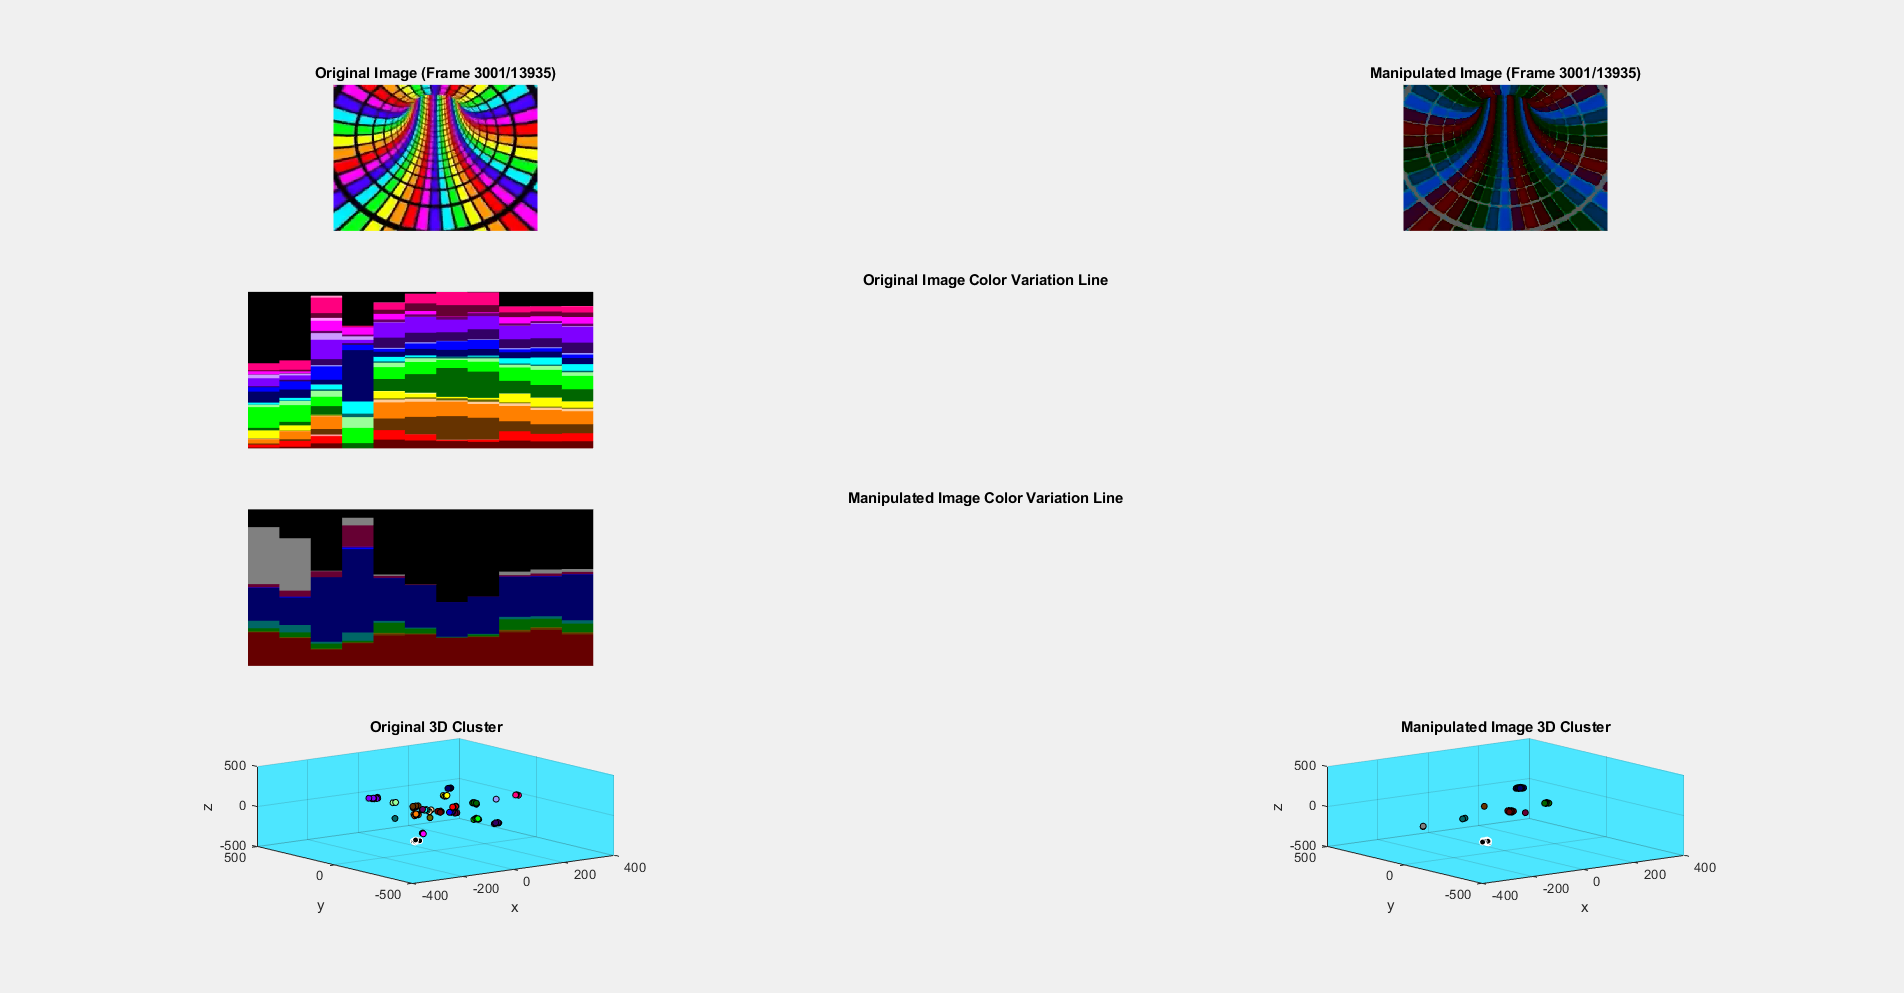 Original Image (Frame 3001/13935)
Manipulated Image (Frame 3001/13935)
Original Image Color Variation Line
Manipulated Image Color Variation Line
Original 3D Cluster
500
0
-500
z
500
0
-500
y
-400
-200
0
200
400
x
Manipulated Image 3D Cluster
500
0
-500
z
500
0
-500
y
-400
-200
0
200
400
x